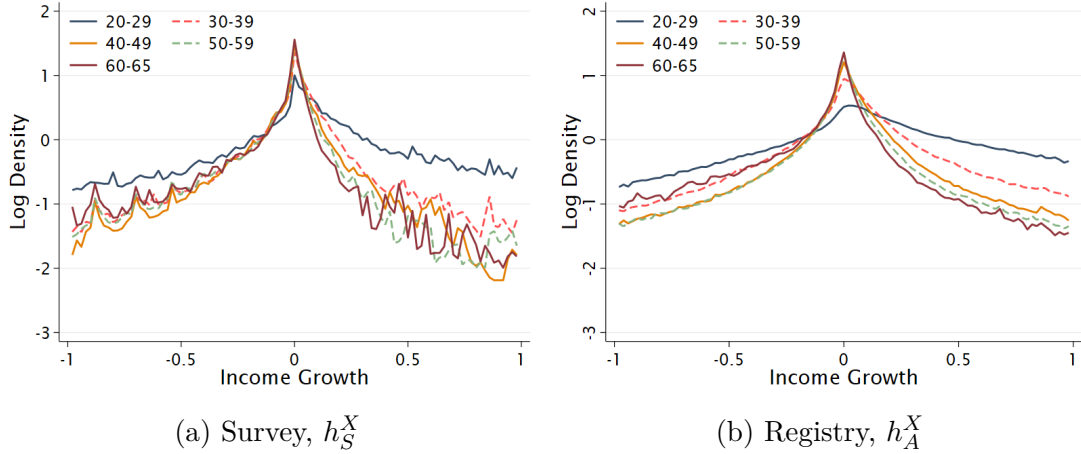 20-29 30-39
40-49 50-59
60-65
Log Density
2
1
0
-1
-2
-3
-1 -0.5 0 0.5 1
Income Growth
(a) Survey, h_S^X
20-29 30-39
40-49 50-59
60-65
Log Density
2
1
0
-1
-2
-3
-1 -0.5 0 0.5 1
Income Growth
(b) Registry, h_A^X